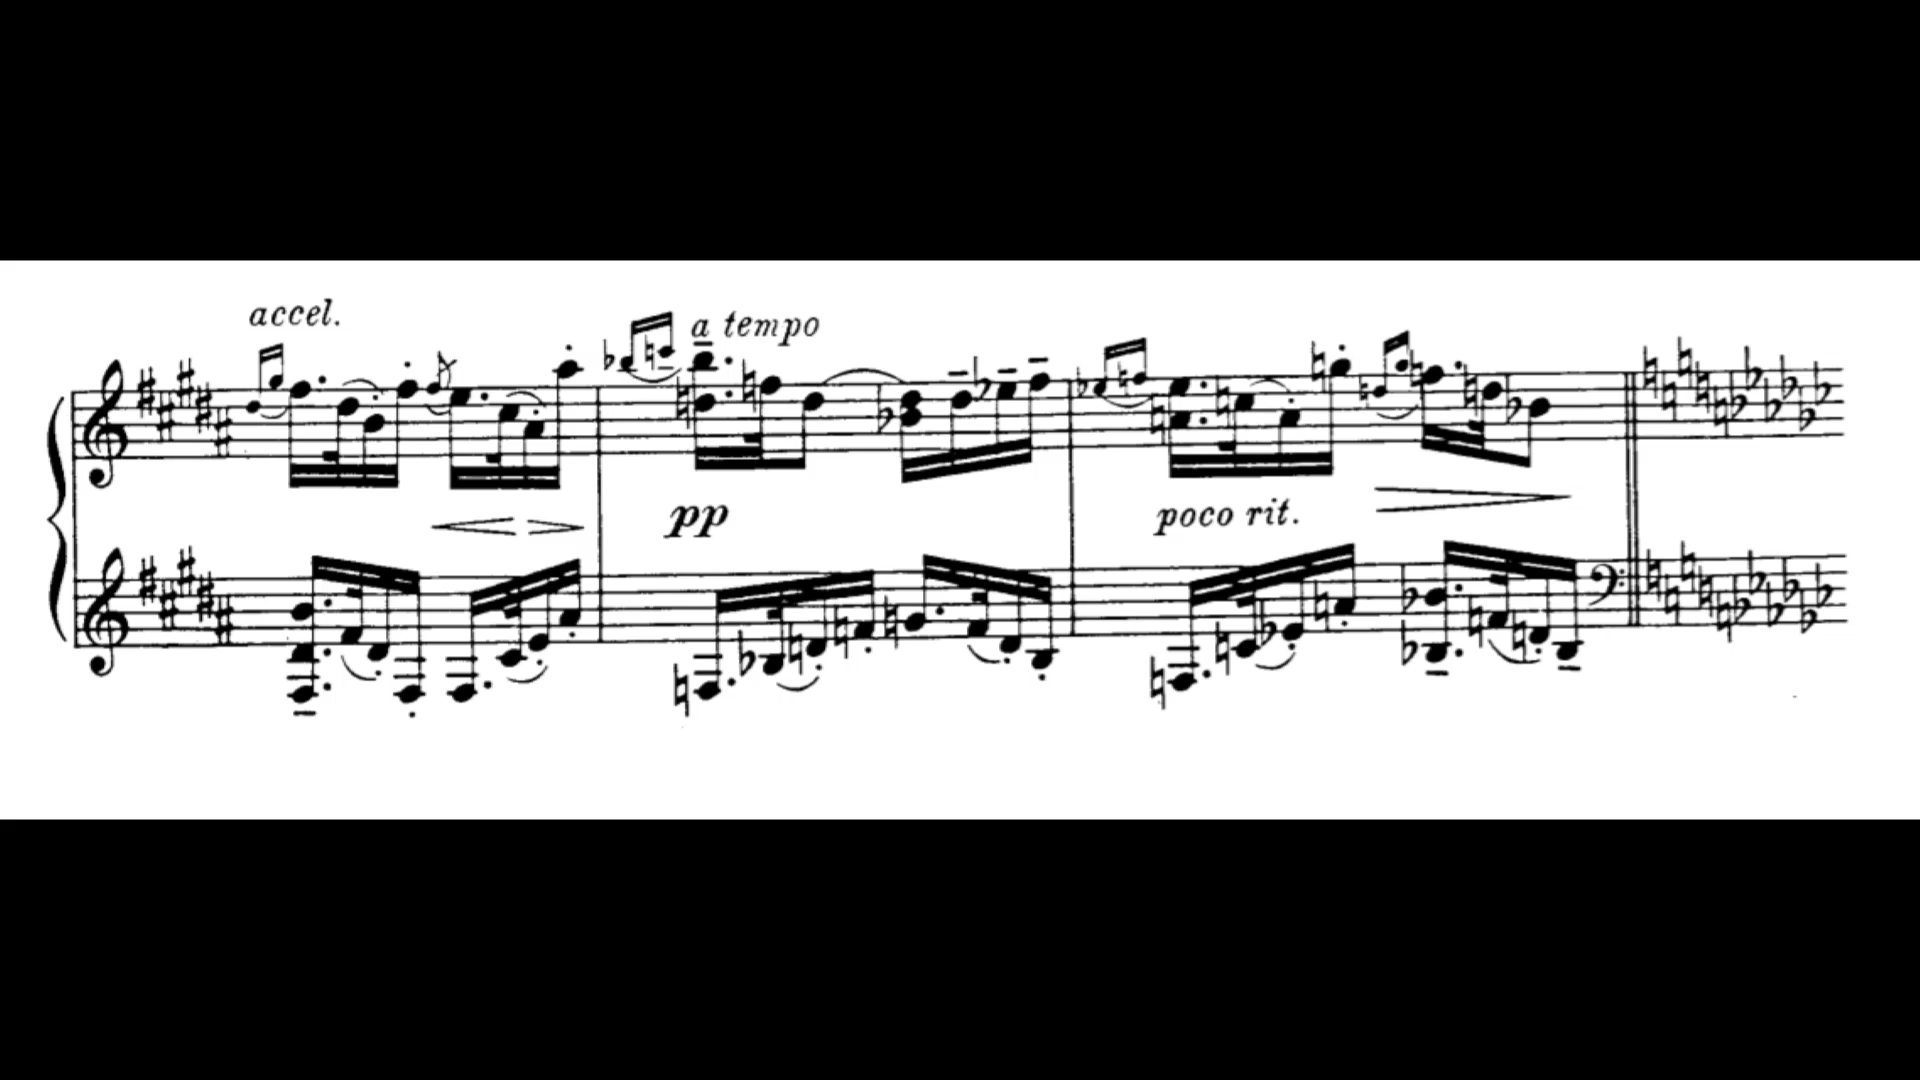 accel.
a tempo
pp
poco rit.